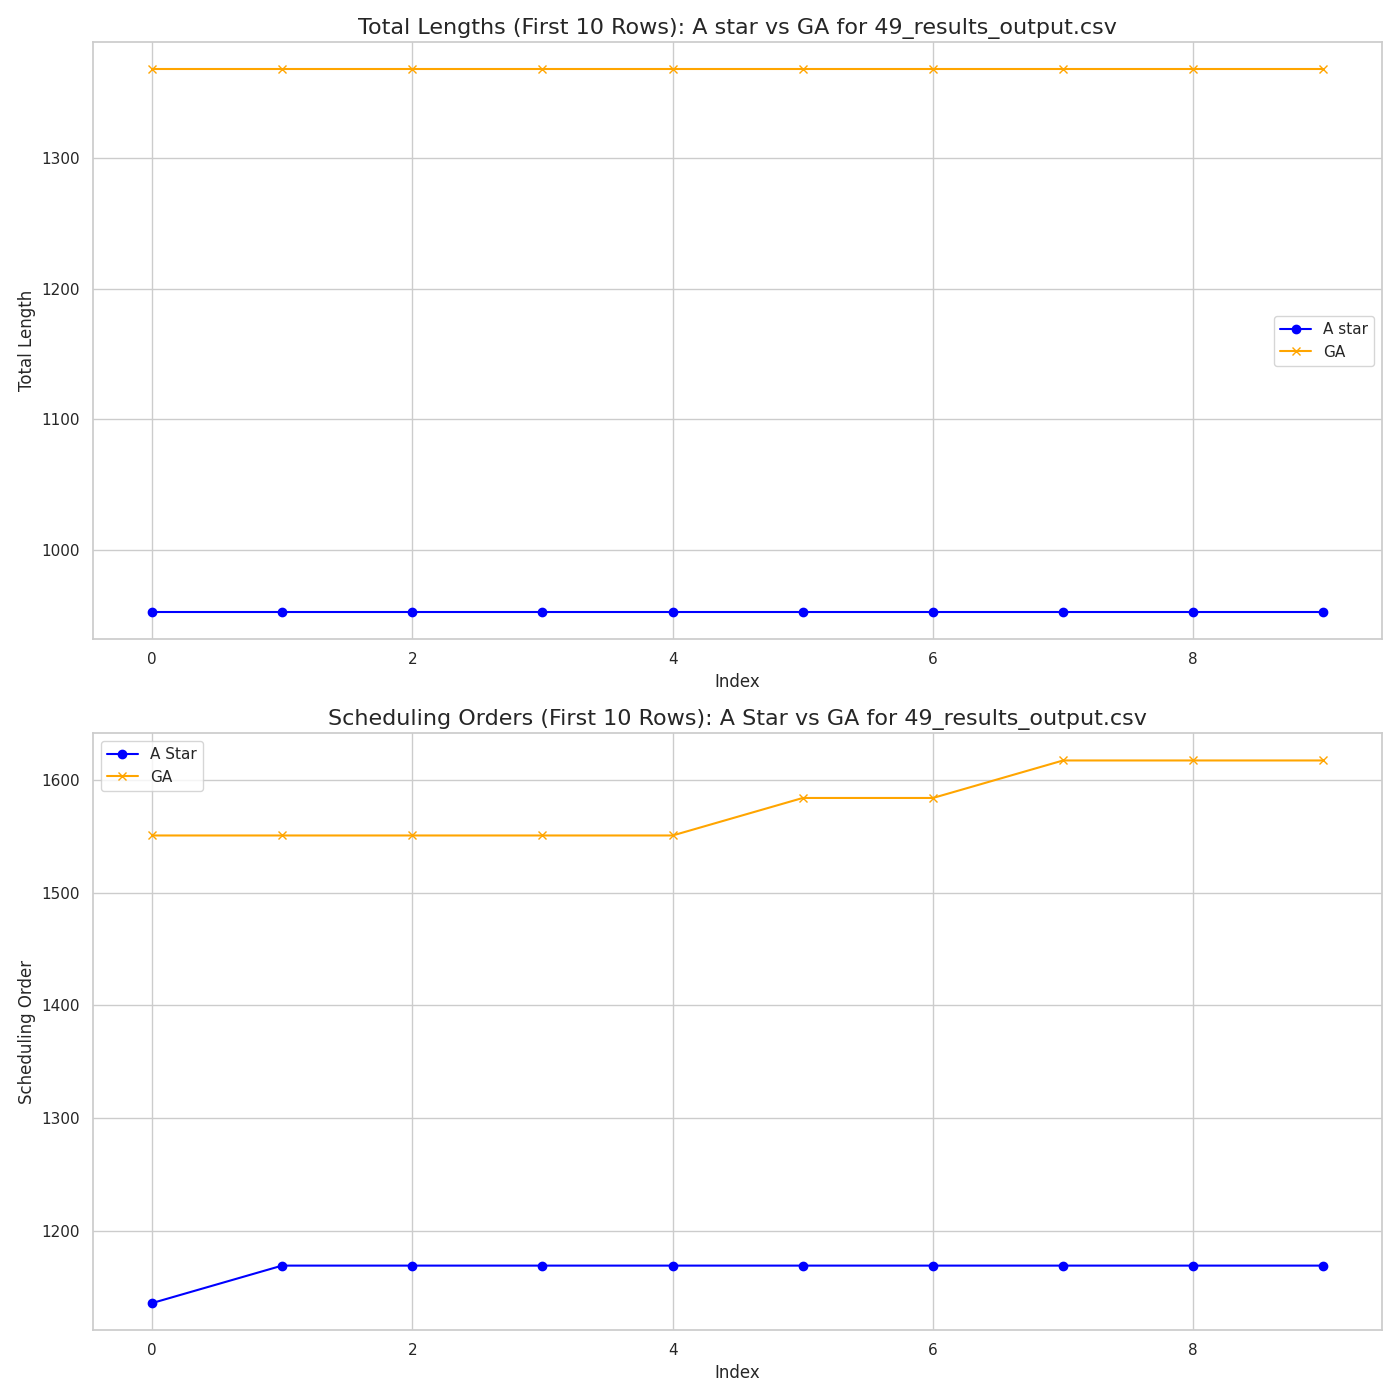 Total Lengths (First 10 Rows): A star vs GA for 49_results_output.csv
1300
1200
1100
1000
Total Length
A star
GA
0 2 4 6 8
Index
Scheduling Orders (First 10 Rows): A Star vs GA for 49_results_output.csv
A Star
GA
1600
1500
1400
1300
1200
Scheduling Order
0 2 4 6 8
Index